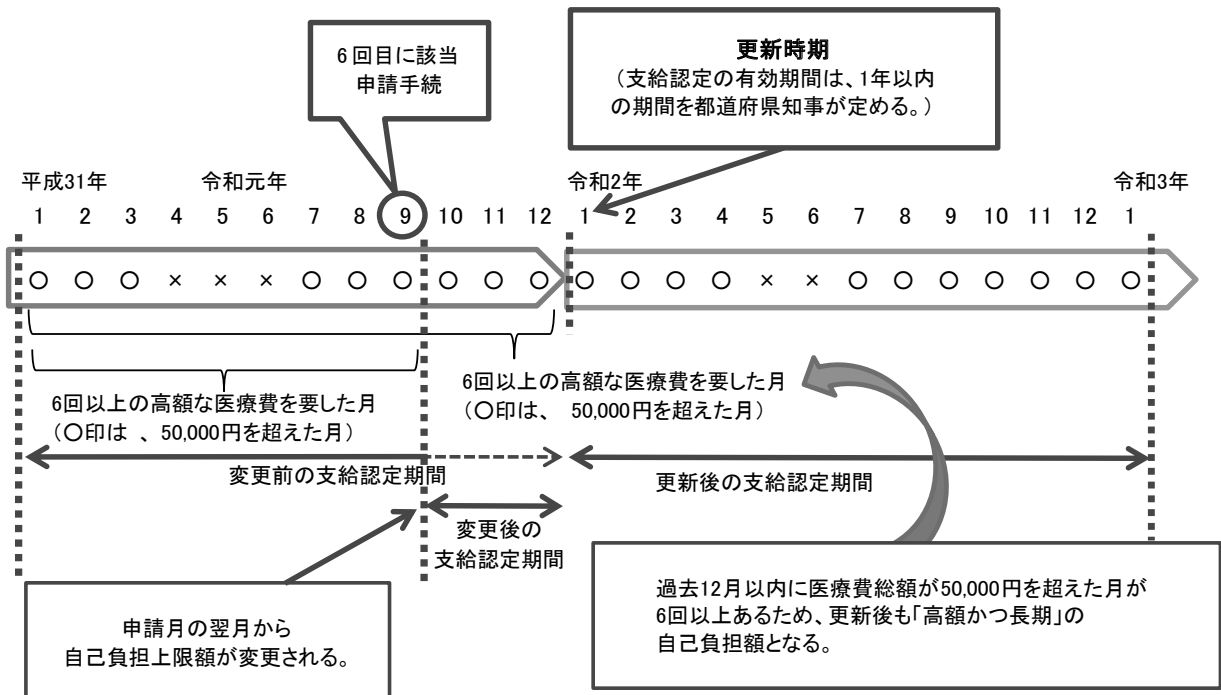 6回目に該当
申請手続
更新時期
(支給認定の有効期間は、1年以内
の期間を都道府県知事が定める。)
平成31年 令和元年 令和2年 令和3年
1 2 3 4 5 6 7 8 9 10 11 12 1 2 3 4 5 6 7 8 9 10 11 12 1
○ ○ ○ × × × ○ ○ ○ ○ ○ ○ ○ ○ ○ ○ × × ○ ○ ○ ○ ○ ○ ○
6回以上の高額な医療費を要した月
(○印は 、50,000円を超えた月)
6回以上の高額な医療費を要した月
(○印は、 50,000円を超えた月)
変更前の支給認定期間
更新後の支給認定期間
変更後の
支給認定期間
申請月の翌月から
自己負担上限額が変更される。
過去12月以内に医療費総額が50,000円を超えた月が
6回以上あるため、更新後も「高額かつ長期」の
自己負担額となる。